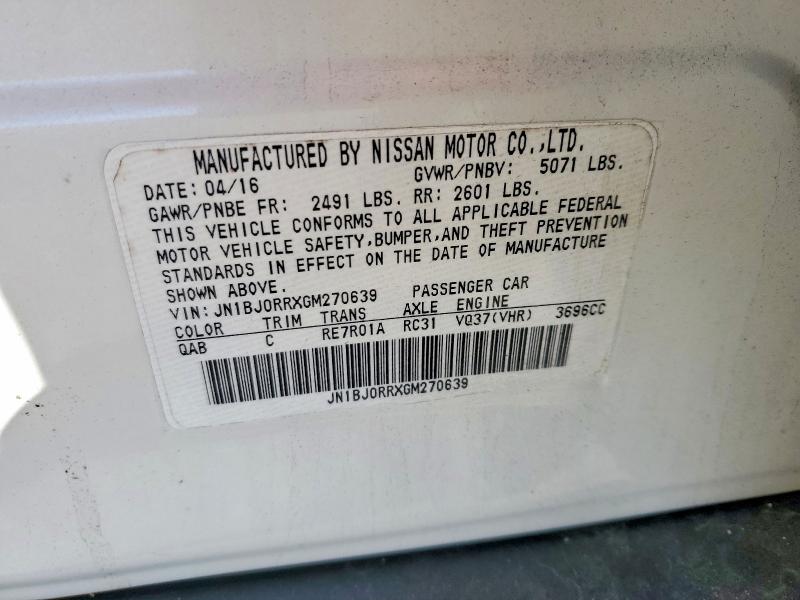 MANUFACTURED BY NISSAN MOTOR CO.,LTD.
DATE: 04/16 GVWR/PNBV: 5071 LBS.
GAWR/PNBE FR: 2491 LBS. RR: 2601 LBS.
THIS VEHICLE CONFORMS TO ALL APPLICABLE FEDERAL
MOTOR VEHICLE SAFETY,BUMPER,AND THEFT PREVENTION
STANDARDS IN EFFECT ON THE DATE OF MANUFACTURE
SHOWN ABOVE.
VIN: JN1BJ0RRXGM270639 PASSENGER CAR
COLOR TRIM TRANS AXLE ENGINE
QAB C RE7R01A RC31 VQ37(VHR) 3696CC
JN1BJ0RRXGM270639